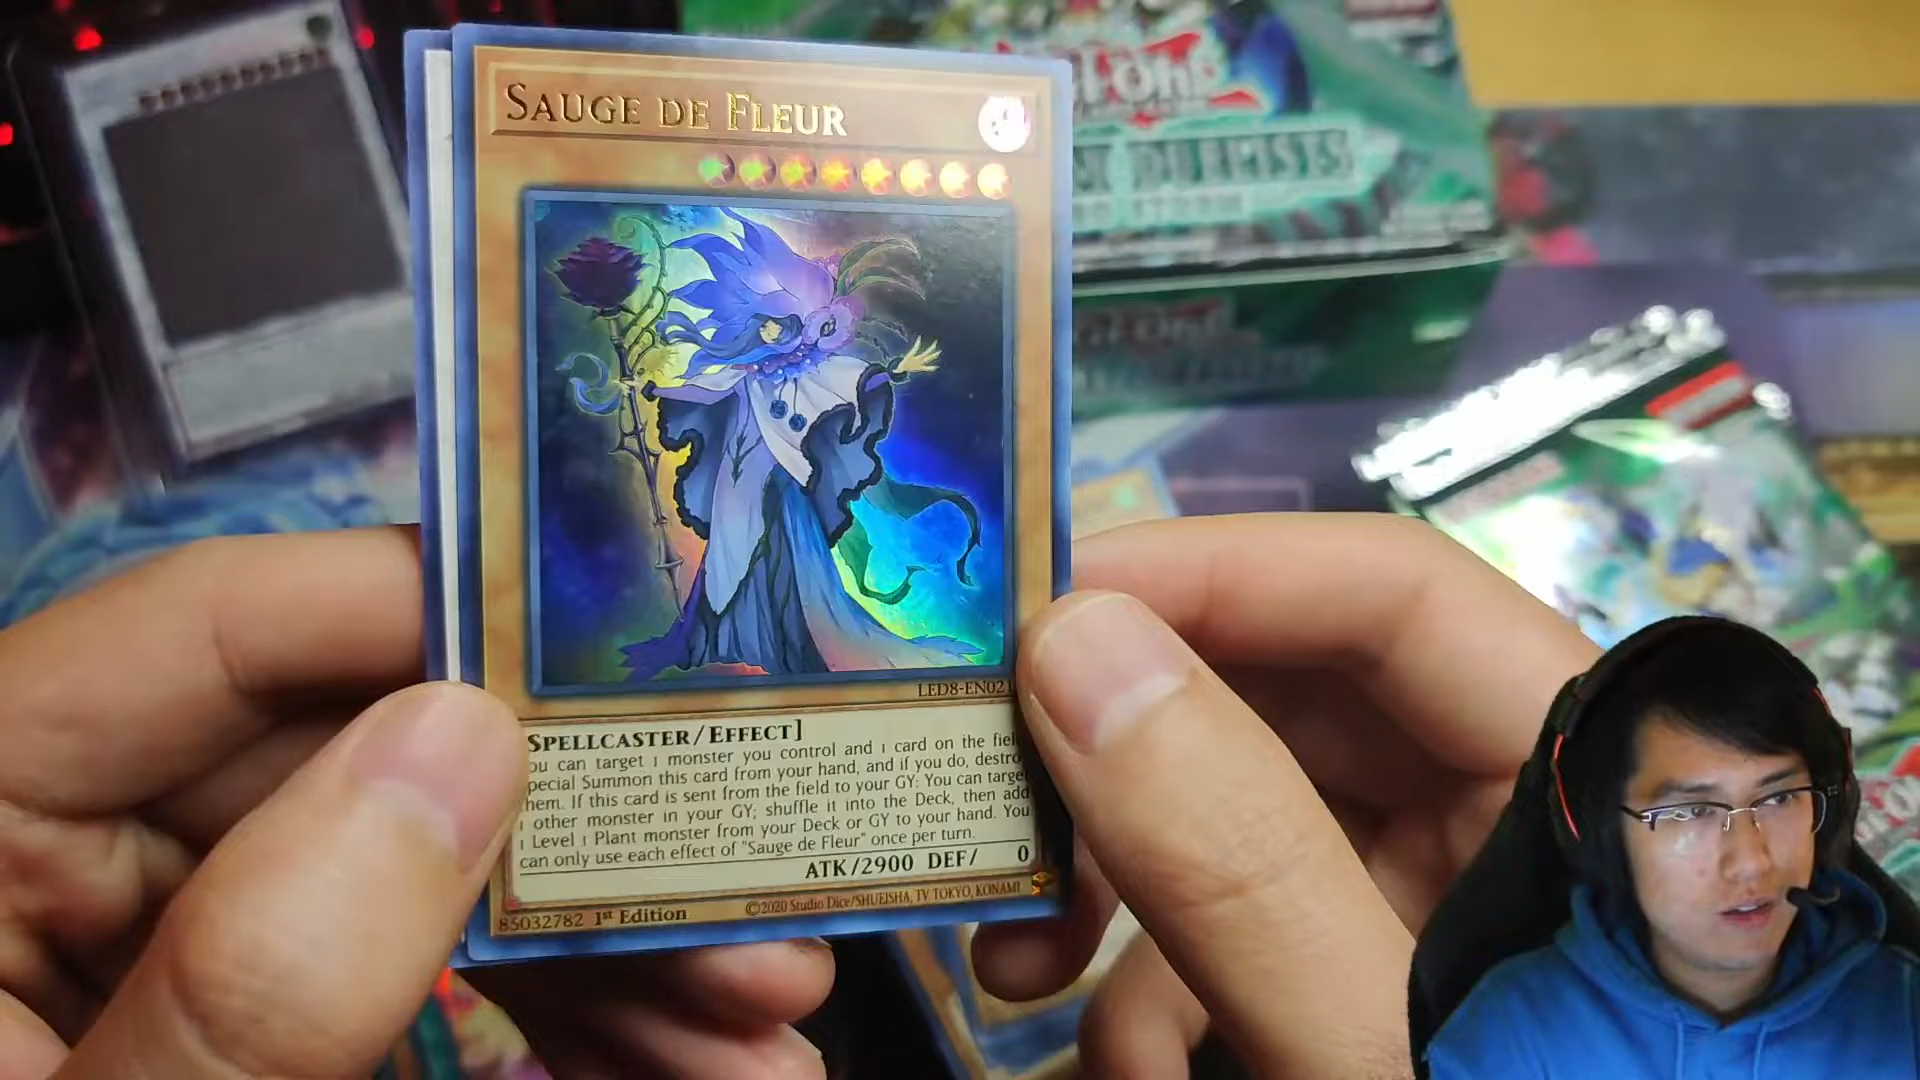 SAUGE DE FLEUR
LED8-EN021
SPELLCASTER/EFFECT]
ou can target 1 monster you control and 1 card on the fiel
pecial Summon this card from your hand, and if you do, destro
hem. If this card is sent from the field to your GY: You can target
1 other monster in your GY; shuffle it into the Deck, then add
1 Level 1 Plant monster from your Deck or GY to your hand. You
can only use each effect of "Sauge de Fleur" once per turn.
ATK/2900 DEF/ 0
85032782 1st Edition
©2020 Studio Dice/SHUEISHA, TV TOKYO, KONAMI
DUELISTS
STORM